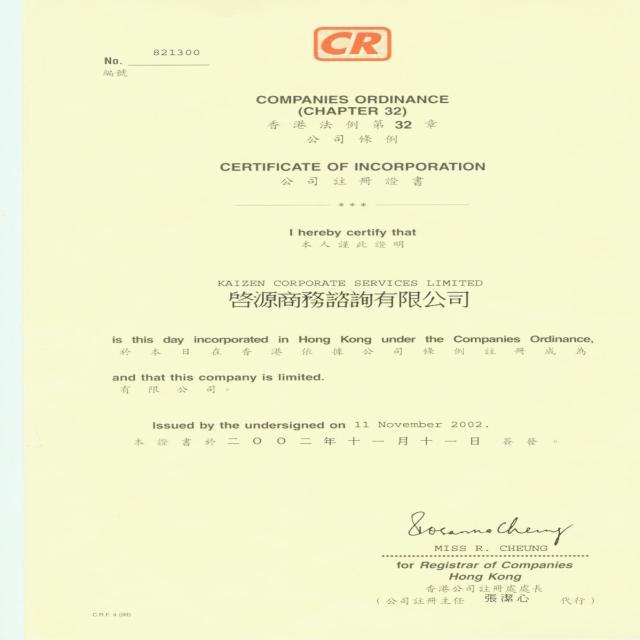 CR
No. 821300
編號
COMPANIES ORDINANCE
(CHAPTER 32)
香港法例第 32 章
公司條例
CERTIFICATE OF INCORPORATION
公司註冊證書
* * *
I hereby certify that
本人謹此證明
KAIZEN CORPORATE SERVICES LIMITED
啓源商務諮詢有限公司
is this day incorporated in Hong Kong under the Companies Ordinance,
於本日在香港依據公司條例註冊成為
and that this company is limited.
有限公司。
Issued by the undersigned on 11 November 2002.
本證書於二〇〇二年十一月十一日簽發。
Rosanna Cheung
MISS R. CHEUNG
for Registrar of Companies
Hong Kong
香港公司註冊處處長
(公司註冊主任 張潔心 代行)